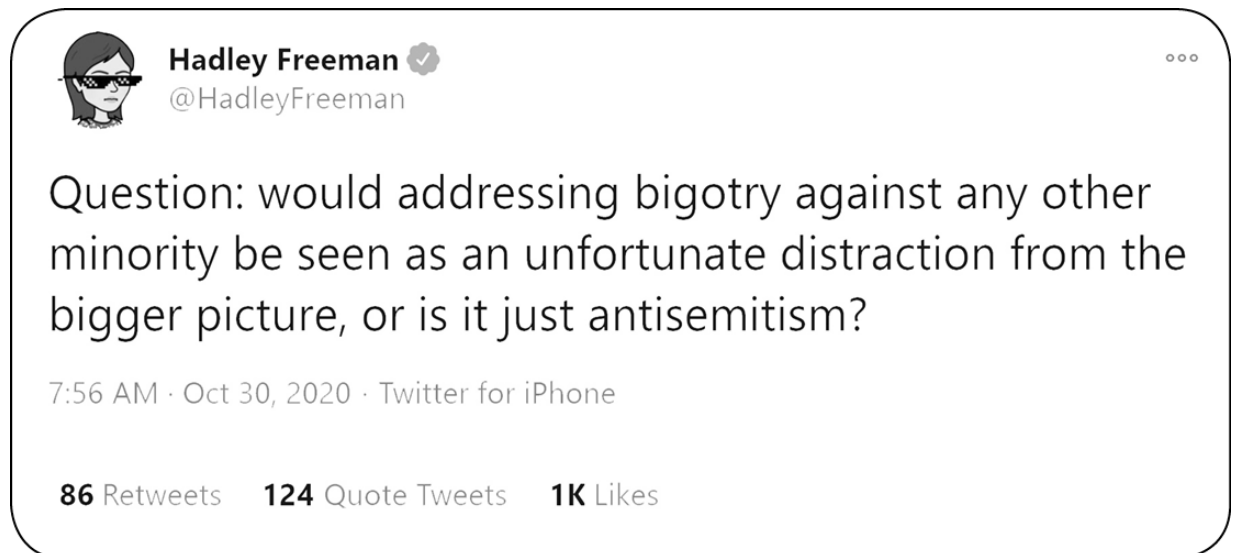 Hadley Freeman
@HadleyFreeman
Question: would addressing bigotry against any other
minority be seen as an unfortunate distraction from the
bigger picture, or is it just antisemitism?
7:56 AM · Oct 30, 2020 · Twitter for iPhone
86 Retweets 124 Quote Tweets 1K Likes